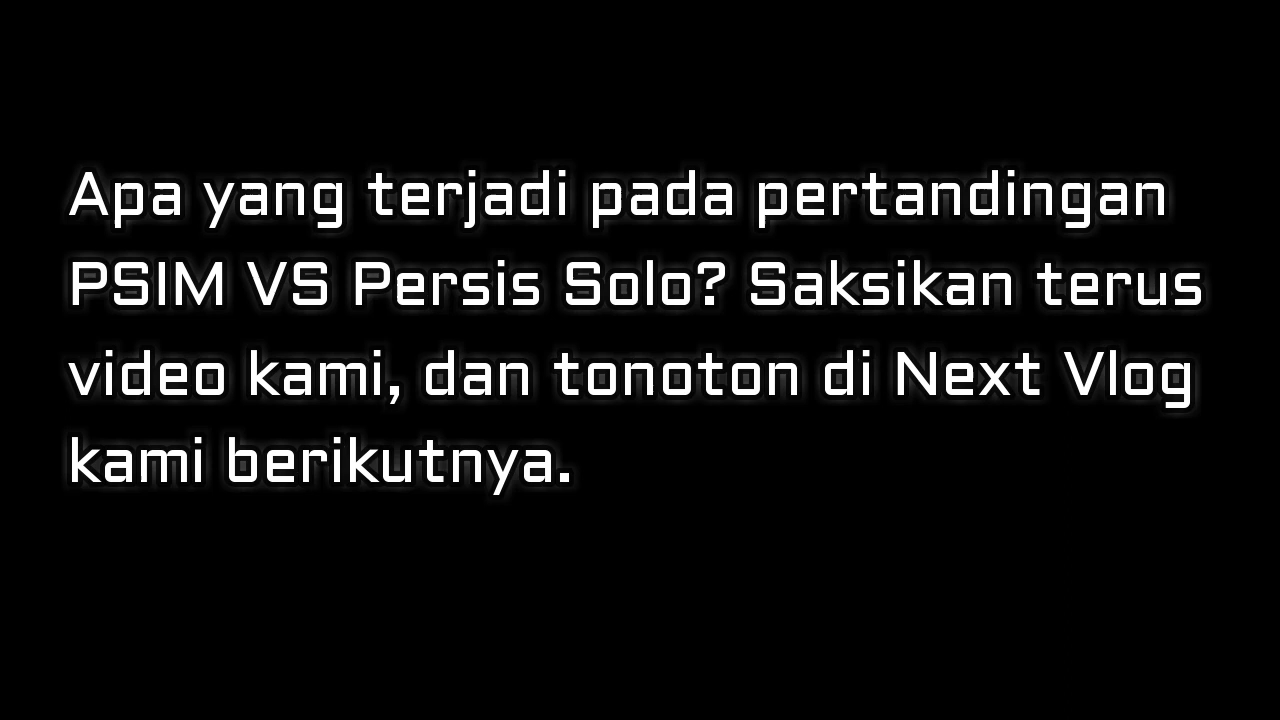 Apa yang terjadi pada pertandingan
PSIM VS Persis Solo? Saksikan terus
video kami, dan tonoton di Next Vlog
kami berikutnya.